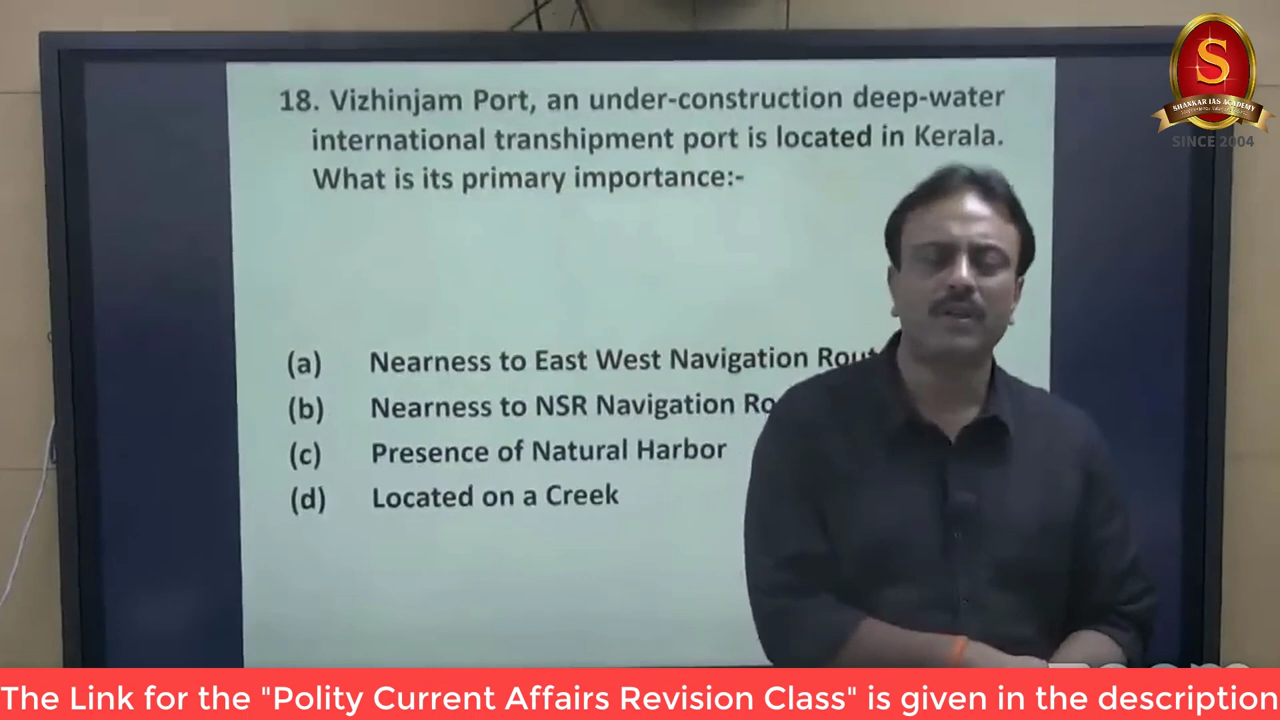 S
SHANKAR IAS ACADEMY
SINCE 2004
18. Vizhinjam Port, an under-construction deep-water
international transhipment port is located in Kerala.
What is its primary importance:-
(a) Nearness to East West Navigation
(b) Nearness to NSR Navigation
(c) Presence of Natural Harbor
(d) Located on a Creek
The Link for the "Polity Current Affairs Revision Class" is given in the description